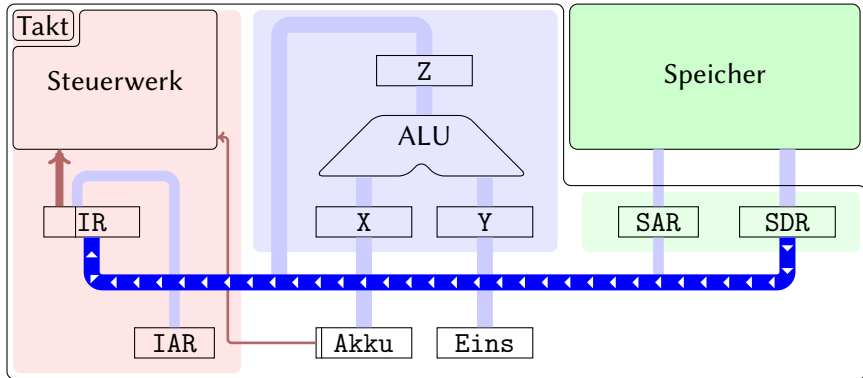 Takt
Steuerwerk
Z
Speicher
ALU
IR
X
Y
SAR
SDR
IAR
Akku
Eins